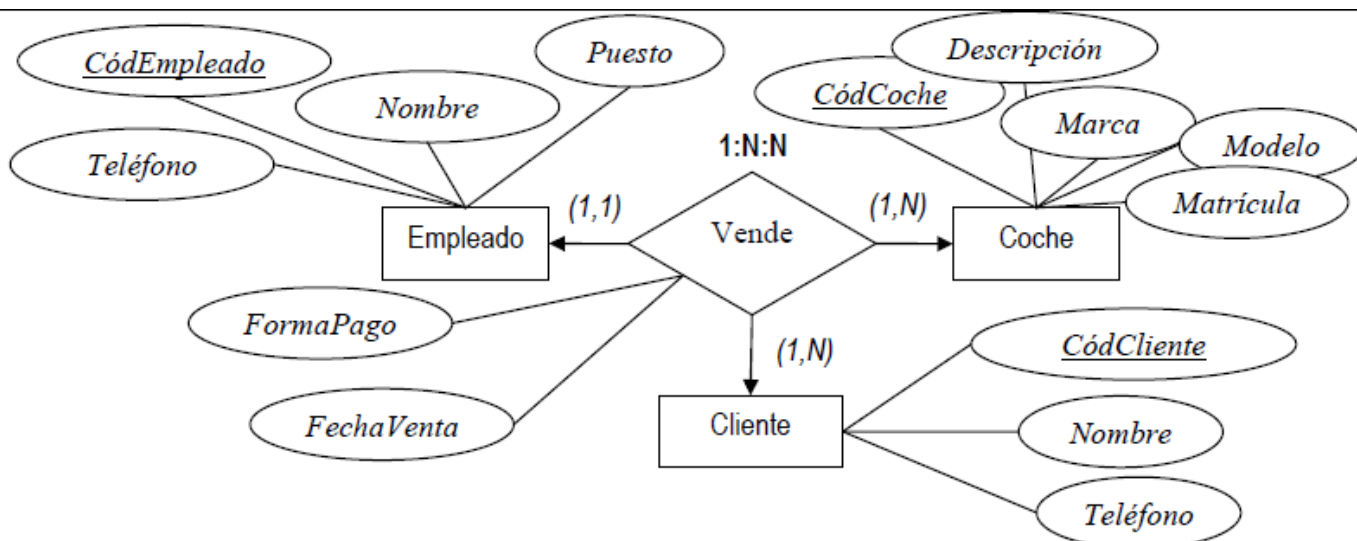 Descripción
Puesto
CódEmpleado
CódCoche
Nombre
Marca
1:N:N
Modelo
Teléfono
Matrícula
(1,1)
(1,N)
Empleado
Vende
Coche
FormaPago
(1,N)
CódCliente
FechaVenta
Cliente
Nombre
Teléfono